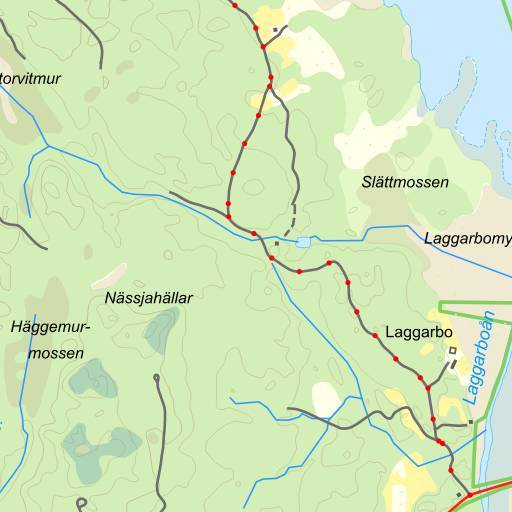 torvitmur
Slättmossen
Laggarbomy
Nässjahällar
Häggemur-
mossen
Laggarbo
Laggarboån